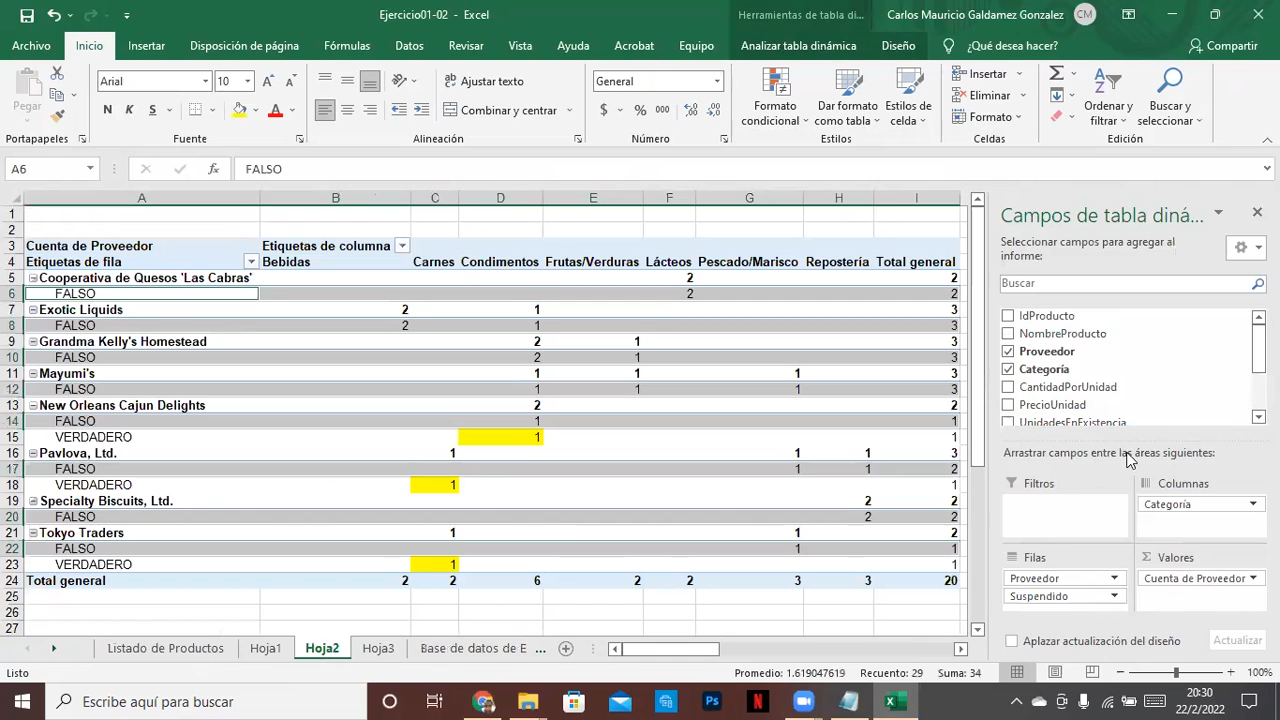 Ejercicio01-02 - Excel
Herramientas de tabla di...
Carlos Mauricio Galdamez Gonzalez
CM
Archivo Inicio Insertar Disposición de página Fórmulas Datos Revisar Vista Ayuda Acrobat Equipo Analizar tabla dinámica Diseño ¿Qué desea hacer? Compartir
Pegar
Arial 10
N K S
Ajustar texto
Combinar y centrar
General
$ % 000
Formato condicional
Dar formato como tabla
Estilos de celda
Insertar
Eliminar
Formato
Ordenar y filtrar
Buscar y seleccionar
Portapapeles Fuente Alineación Número Estilos Celdas Edición
A6 FALSO
A B C D E F G H I
1
2
3 Cuenta de Proveedor Etiquetas de columna
4 Etiquetas de fila Bebidas Carnes Condimentos Frutas/Verduras Lácteos Pescado/Marisco Repostería Total general
5 Cooperativa de Quesos 'Las Cabras' 2 2
6 FALSO 2 2
7 Exotic Liquids 2 1 3
8 FALSO 2 1 3
9 Grandma Kelly's Homestead 2 1 3
10 FALSO 2 1 3
11 Mayumi's 1 1 1 3
12 FALSO 1 1 1 3
13 New Orleans Cajun Delights 2 2
14 FALSO 1 1
15 VERDADERO 1 1
16 Pavlova, Ltd. 1 1 1 3
17 FALSO 1 1 2
18 VERDADERO 1 1
19 Specialty Biscuits, Ltd. 2 2
20 FALSO 2 2
21 Tokyo Traders 1 1 2
22 FALSO 1 1
23 VERDADERO 1 1
24 Total general 2 2 6 2 2 3 3 20
25
26
27
Campos de tabla diná...
Seleccionar campos para agregar al
informe:
Buscar
IdProducto
NombreProducto
Proveedor
Categoría
CantidadPorUnidad
PrecioUnidad
UnidadesEnExistencia
Arrastrar campos entre las áreas siguientes:
Filtros Columnas
Categoría
Filas Valores
Proveedor Cuenta de Proveedor
Suspendido
Aplazar actualización del diseño Actualizar
Listado de Productos Hoja1 Hoja2 Hoja3 Base de datos de E ...
Listo Promedio: 1.619047619 Recuento: 29 Suma: 34 100%
Escribe aquí para buscar
Ps
20:30
22/2/2022